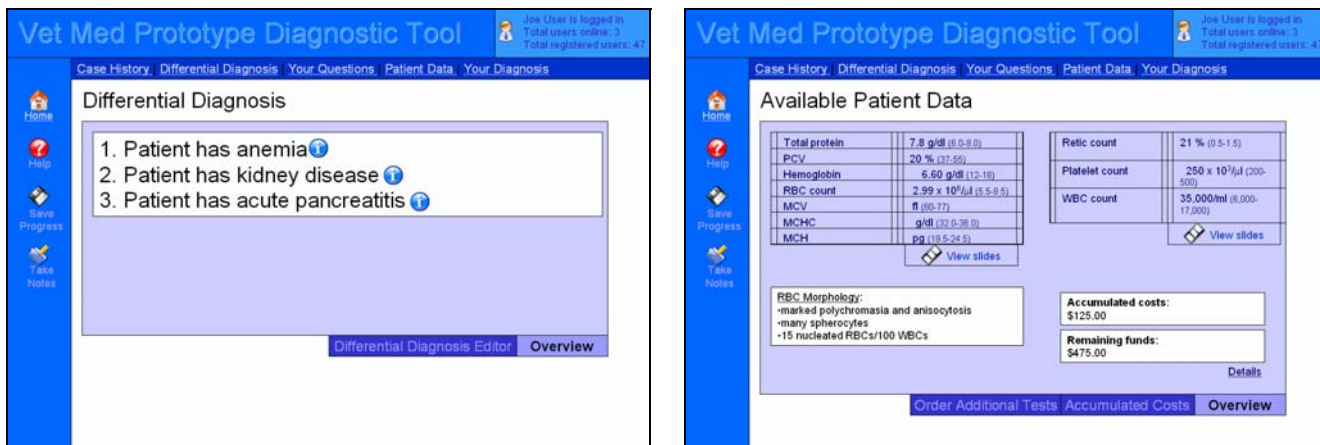 Vet Med Prototype Diagnostic Tool
Joe User is logged in
Total users online: 3
Total registered users: 47
Case History Differential Diagnosis Your Questions Patient Data Your Diagnosis
Home
Help
Save
Progress
Take
Notes
Differential Diagnosis
1. Patient has anemia
2. Patient has kidney disease
3. Patient has acute pancreatitis
Differential Diagnosis Editor Overview
Vet Med Prototype Diagnostic Tool
Joe User is logged in
Total users online: 3
Total registered users: 47
Case History Differential Diagnosis Your Questions Patient Data Your Diagnosis
Home
Help
Save
Progress
Take
Notes
Available Patient Data
Total protein 7.8 g/dl (6.0-8.0)
PCV 20 % (37-55)
Hemoglobin 6.60 g/dl (12-18)
RBC count 2.99 x 10⁶/µl (5.5-8.5)
MCV fl (60-77)
MCHC g/dl (32.0-36.0)
MCH pg (19.5-24.5)
View slides
Retic count 21 % (0.5-1.5)
Platelet count 250 x 10³/µl (200-
500)
WBC count 35,000/ml (6,000-
17,000)
View slides
RBC Morphology:
•marked polychromasia and anisocytosis
•many spherocytes
•15 nucleated RBCs/100 WBCs
Accumulated costs:
$125.00
Remaining funds:
$475.00
Details
Order Additional Tests Accumulated Costs Overview